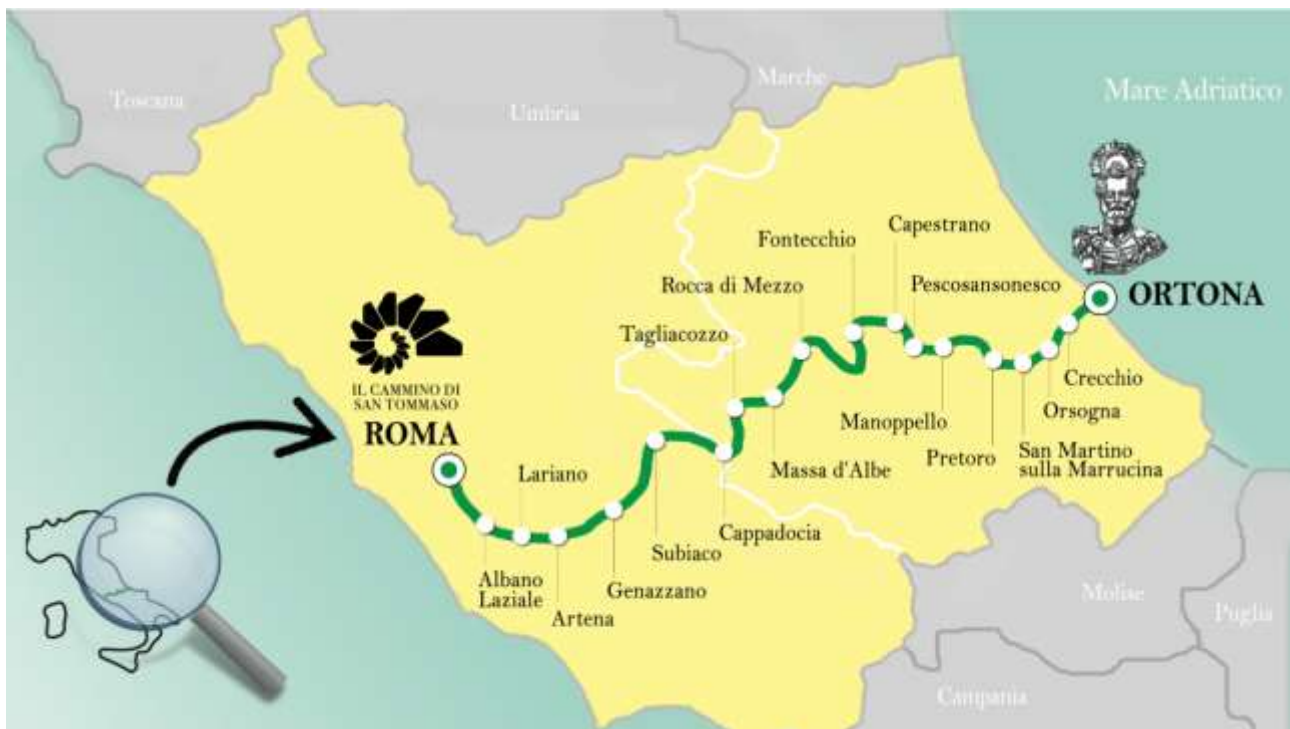 Toscana
Umbria
Marche
Mare Adriatico
Fontecchio
Capestrano
Rocca di Mezzo
Pescosansonesco
ORTONA
Tagliacozzo
IL CAMMINO DI
SAN TOMMASO
ROMA
Lariano
Massa d'Albe
Manoppello
Pretoro
San Martino
sulla Marrucina
Orsogna
Crecchio
Albano
Laziale
Artena
Genazzano
Subiaco
Cappadocia
Molise
Puglia
Campania